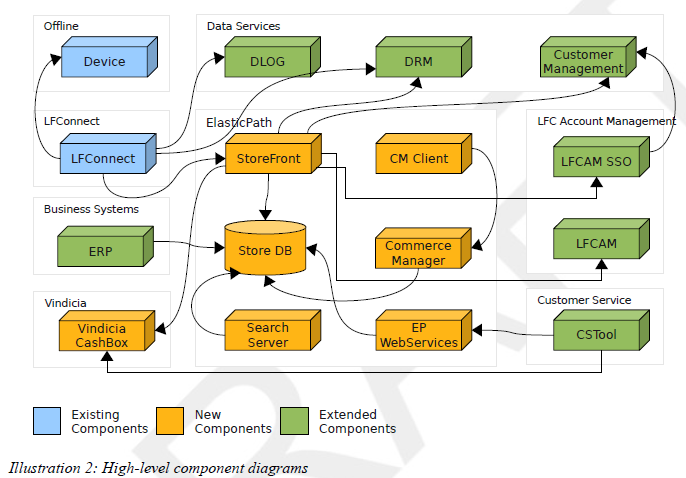 Offline
Data Services
Device
DLOG
DRM
Customer
Management
LFConnect
ElasticPath
LFC Account Management
LFConnect
StoreFront
CM Client
LFCAM SSO
Business Systems
ERP
Store DB
Commerce
Manager
LFCAM
Vindicia
Customer Service
Vindicia
CashBox
Search
Server
EP
WebServices
CSTool
Existing
Components
New
Components
Extended
Components
Illustration 2: High-level component diagrams